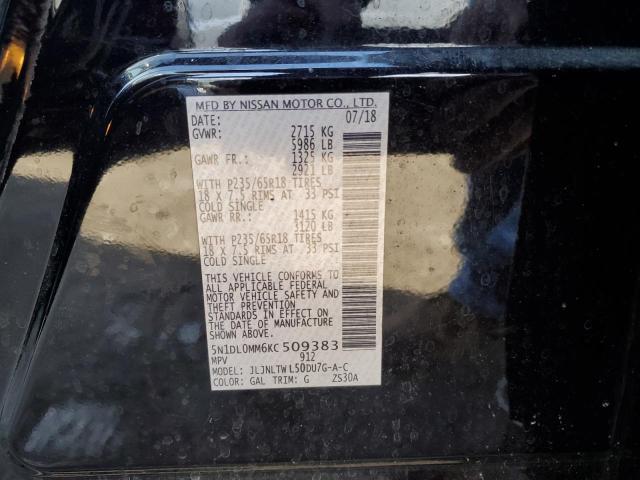 MFD BY NISSAN MOTOR CO., LTD.
DATE: 07/18
GVWR: 2715 KG
5986 LB
GAWR FR.: 1325 KG
2921 LB
WITH P235/65R18 TIRES
18 X 7.5 RIMS AT 33 PSI
COLD SINGLE
GAWR RR.: 1415 KG
3120 LB
WITH P235/65R18 TIRES
18 X 7.5 RIMS AT 33 PSI
COLD SINGLE
THIS VEHICLE CONFORMS TO
ALL APPLICABLE FEDERAL
MOTOR VEHICLE SAFETY AND
THEFT PREVENTION
STANDARDS IN EFFECT ON
THE DATE OF MANUFACTURE
SHOWN ABOVE.
5N1DL0MM6KC 509383
MPV 912
MODEL: JLJNLTWL50DU7G-A-C
COLOR: GAL TRIM: G ZS30A